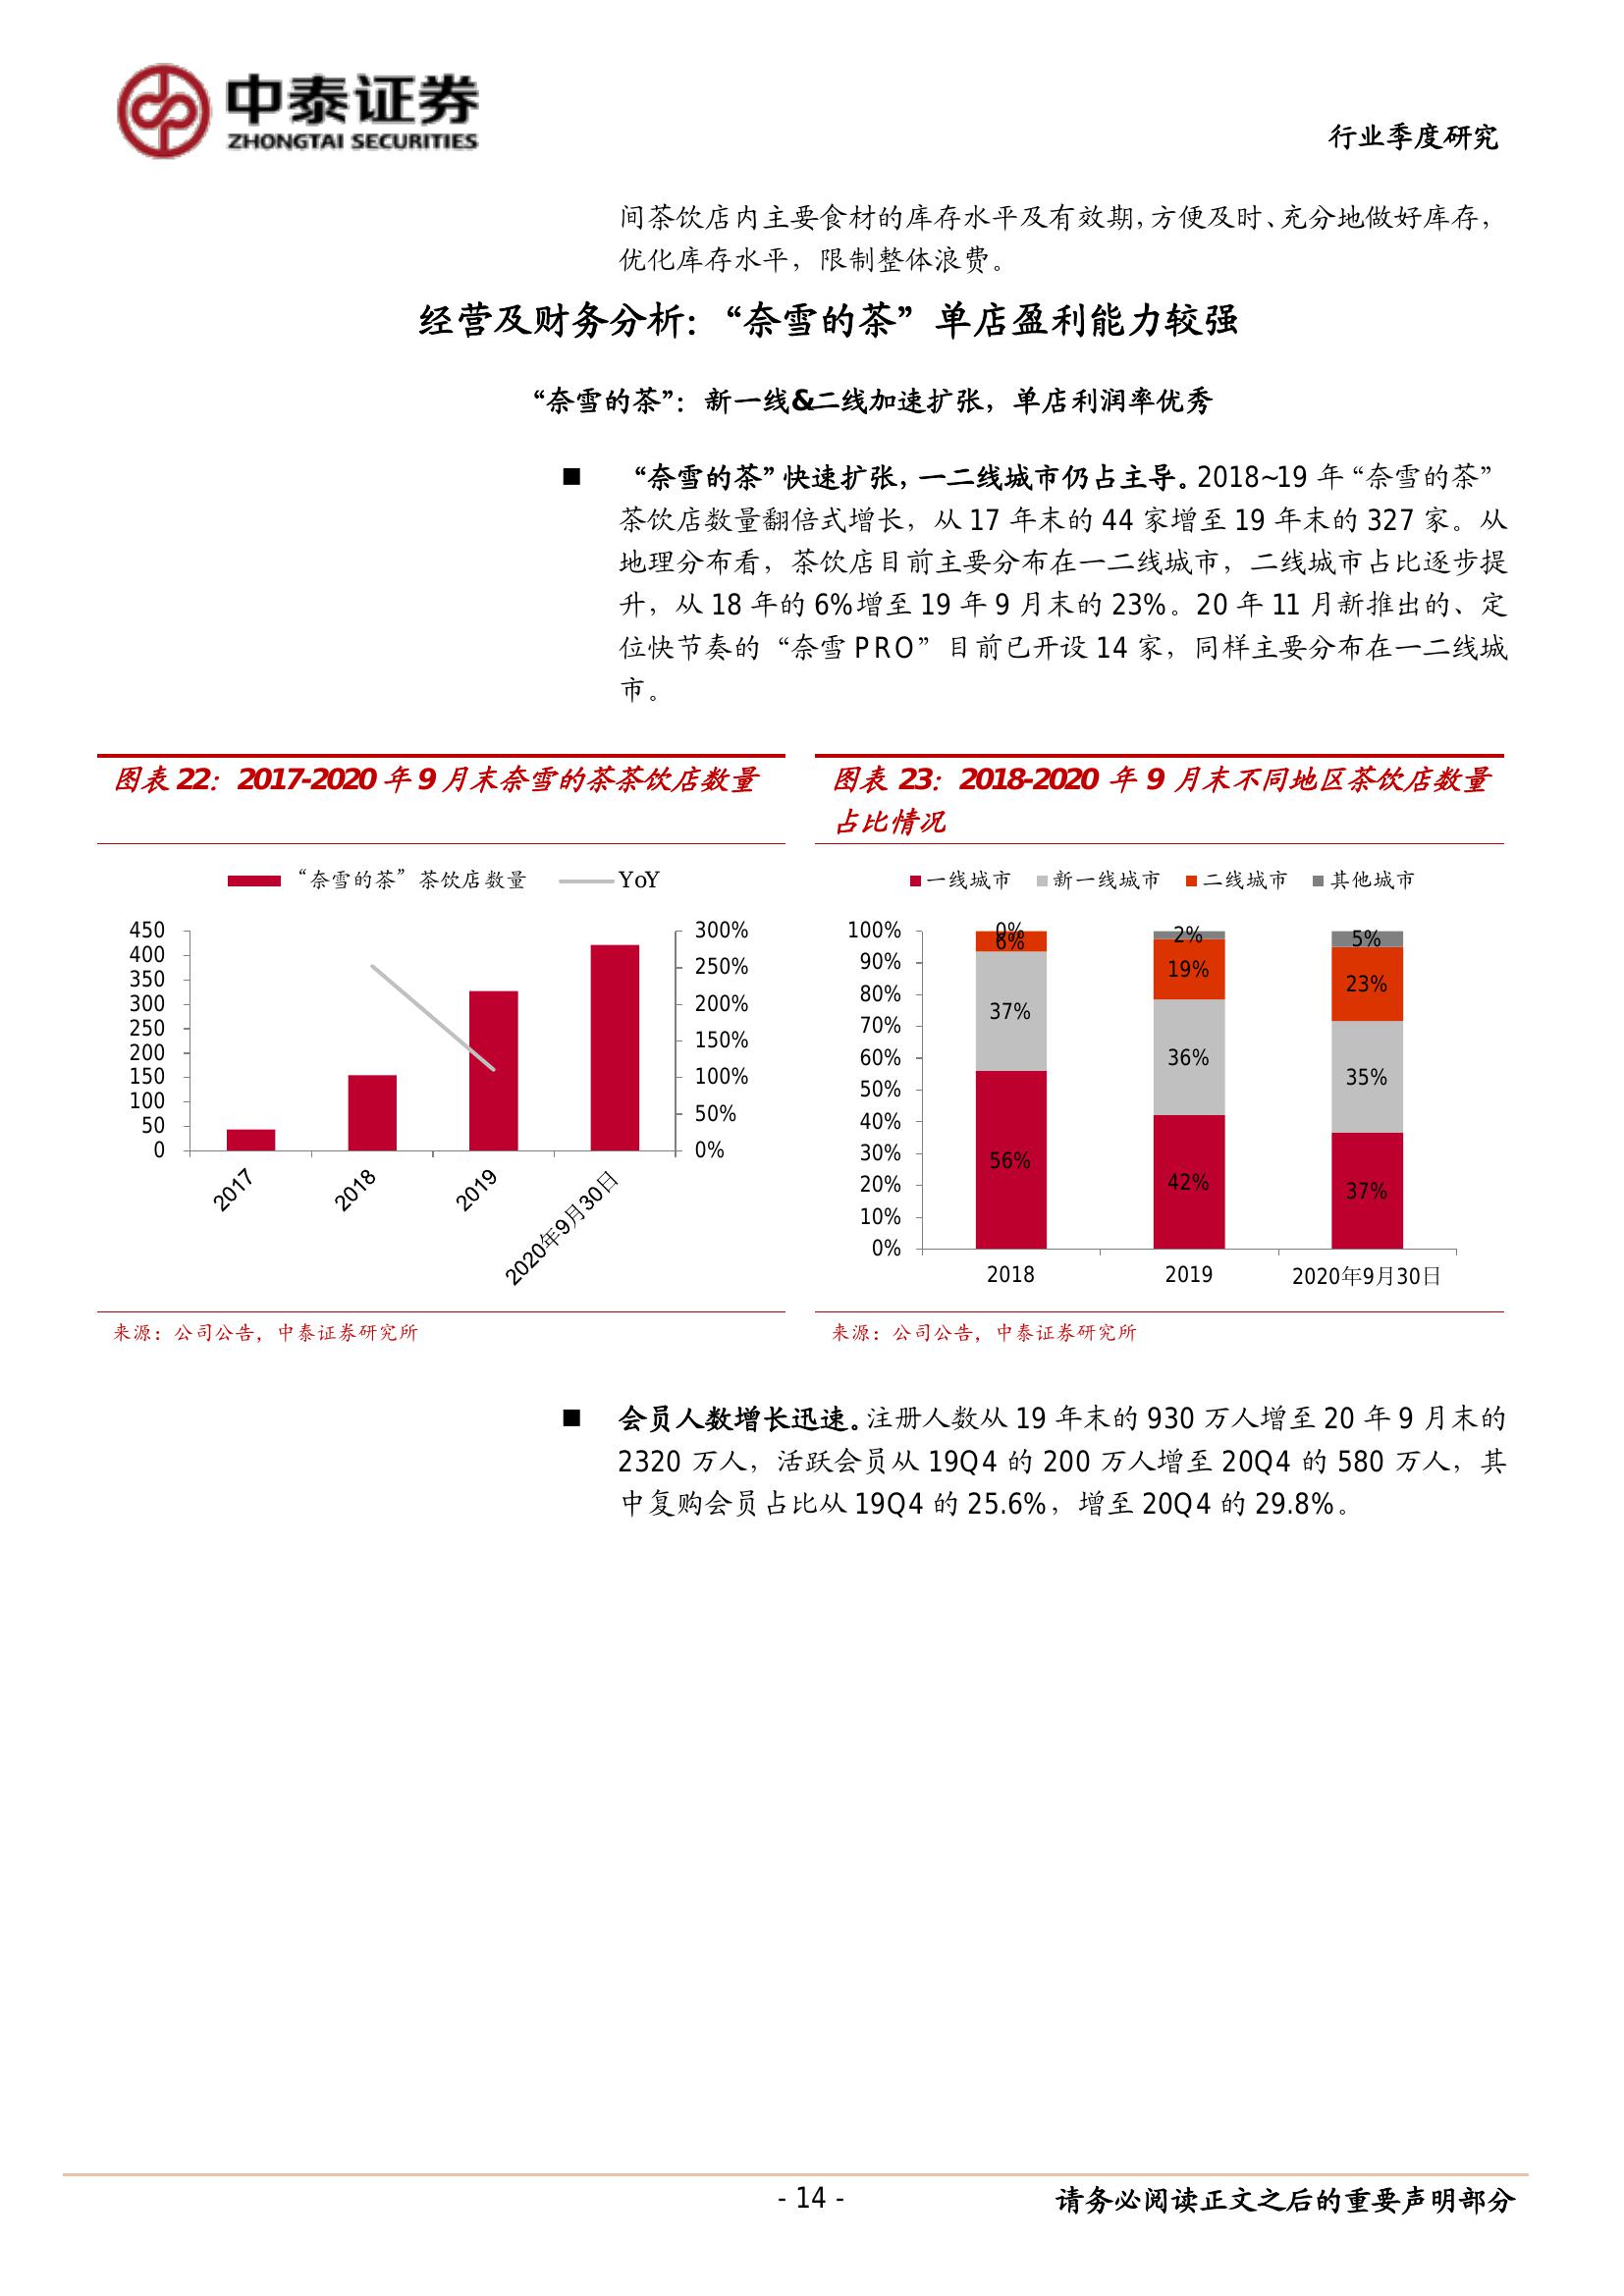 中泰证券
ZHONGTAI SECURITIES
行业季度研究
间茶饮店内主要食材的库存水平及有效期，方便及时、充分地做好库存，
优化库存水平，限制整体浪费。
经营及财务分析：“奈雪的茶”单店盈利能力较强
“奈雪的茶”：新一线&二线加速扩张，单店利润率优秀
■ “奈雪的茶”快速扩张，一二线城市仍占主导。2018~19 年“奈雪的茶”
茶饮店数量翻倍式增长，从 17 年末的 44 家增至 19 年末的 327 家。从
地理分布看，茶饮店目前主要分布在一二线城市，二线城市占比逐步提
升，从 18 年的 6%增至 19 年 9 月末的 23%。20 年 11 月新推出的、定
位快节奏的“奈雪 PRO”目前已开设 14 家，同样主要分布在一二线城
市。
图表 22：2017-2020 年 9 月末奈雪的茶茶饮店数量
“奈雪的茶”茶饮店数量 YoY
450
400
350
300
250
200
150
100
50
0
300%
250%
200%
150%
100%
50%
0%
2017
2018
2019
2020年9月30日
来源：公司公告，中泰证券研究所
图表 23：2018-2020 年 9 月末不同地区茶饮店数量
占比情况
一线城市 新一线城市 二线城市 其他城市
100%
90%
80%
70%
60%
50%
40%
30%
20%
10%
0%
0%
6%
37%
56%
2%
19%
36%
42%
5%
23%
35%
37%
2018
2019
2020年9月30日
来源：公司公告，中泰证券研究所
■ 会员人数增长迅速。注册人数从 19 年末的 930 万人增至 20 年 9 月末的
2320 万人，活跃会员从 19Q4 的 200 万人增至 20Q4 的 580 万人，其
中复购会员占比从 19Q4 的 25.6%，增至 20Q4 的 29.8%。
- 14 -
请务必阅读正文之后的重要声明部分